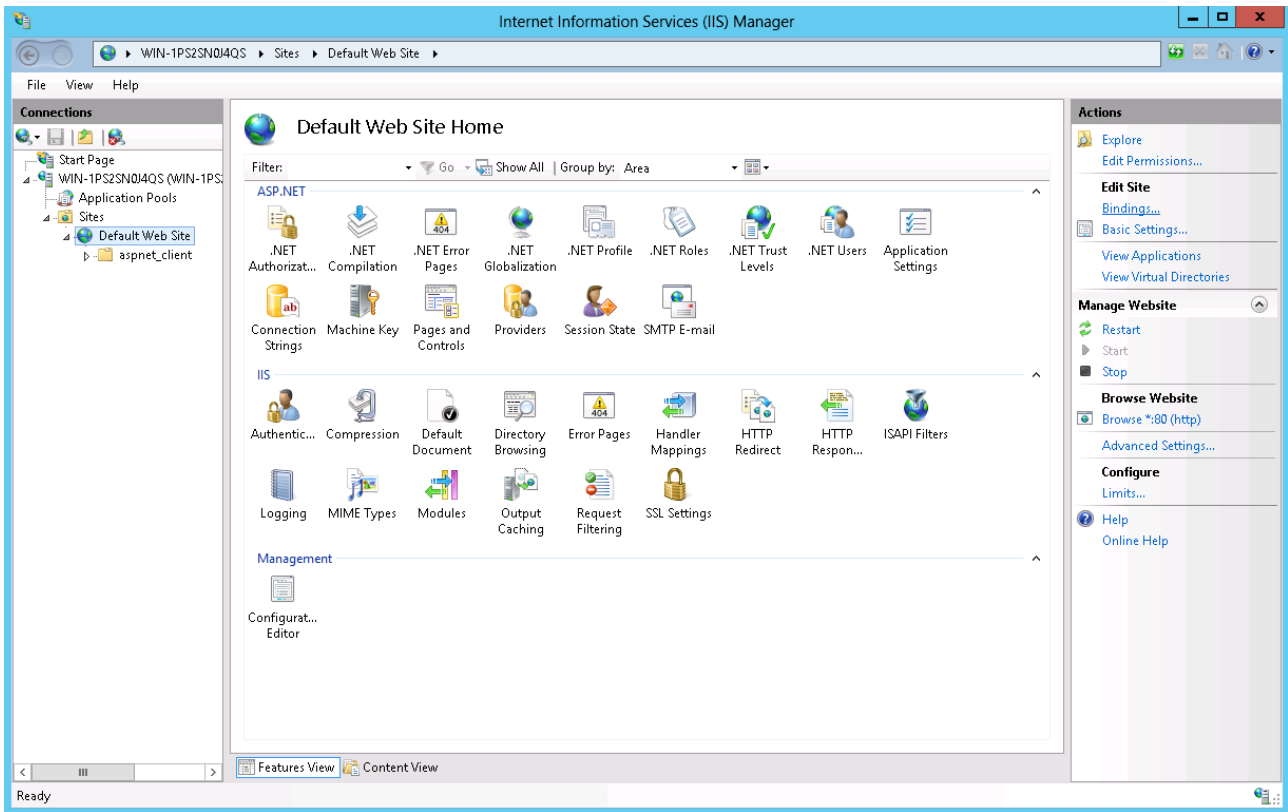 Internet Information Services (IIS) Manager
WIN-1PS2SN0J4QS Sites Default Web Site
File View Help
Connections
Start Page
WIN-1PS2SN0J4QS (WIN-1PS
Application Pools
Sites
Default Web Site
aspnet_client
Default Web Site Home
Filter: Go Show All Group by: Area
ASP.NET
.NET Authorizat...
.NET Compilation
.NET Error Pages
.NET Globalization
.NET Profile
.NET Roles
.NET Trust Levels
.NET Users
Application Settings
Connection Strings
Machine Key
Pages and Controls
Providers
Session State
SMTP E-mail
IIS
Authentic...
Compression
Default Document
Directory Browsing
Error Pages
Handler Mappings
HTTP Redirect
HTTP Respon...
ISAPI Filters
Logging
MIME Types
Modules
Output Caching
Request Filtering
SSL Settings
Management
Configurat... Editor
Features View Content View
Actions
Explore
Edit Permissions...
Edit Site
Bindings...
Basic Settings...
View Applications
View Virtual Directories
Manage Website
Restart
Start
Stop
Browse Website
Browse *:80 (http)
Advanced Settings...
Configure
Limits...
Help
Online Help
Ready